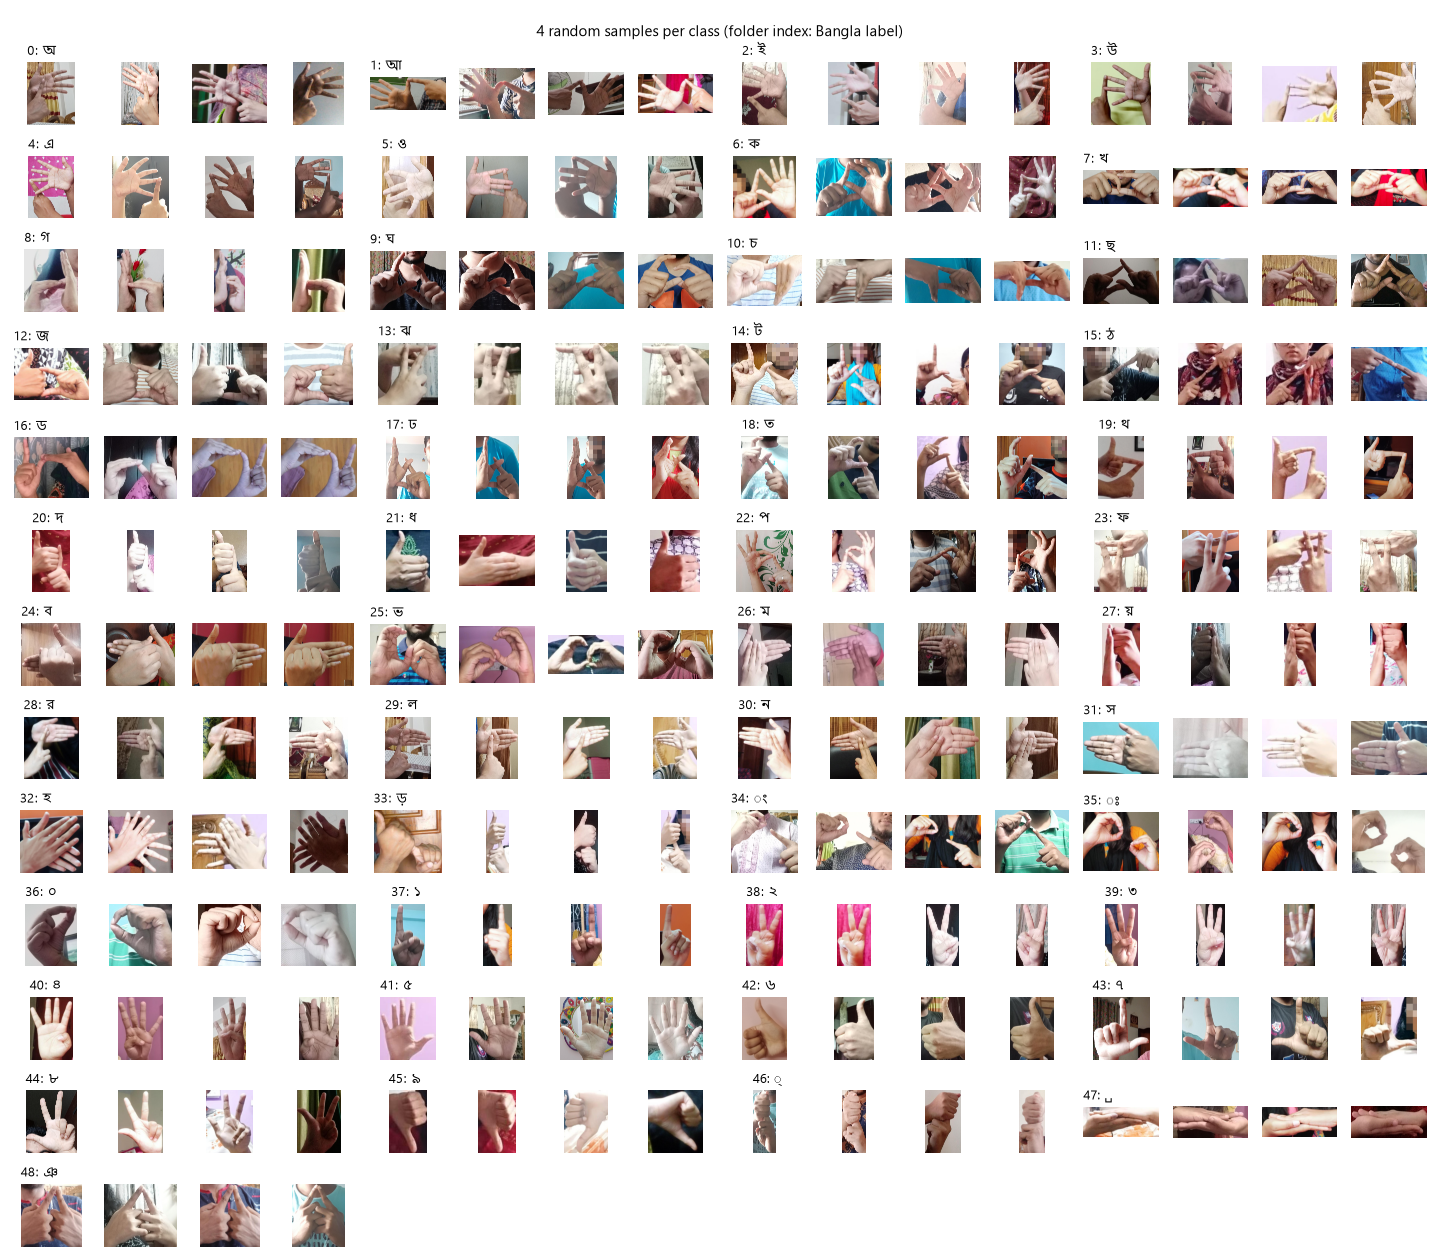 4 random samples per class (folder index: Bangla label)
0: অ
1: আ
2: ই
3: উ
4: এ
5: ও
6: ক
7: খ
8: গ
9: ঘ
10: চ
11: ছ
12: জ
13: ঝ
14: ট
15: ঠ
16: ড
17: ঢ
18: ত
19: থ
20: দ
21: ধ
22: প
23: ফ
24: ব
25: ভ
26: ম
27: য়
28: র
29: ল
30: ন
31: স
32: হ
33: ড়
34: ং
35: ঃ
36: ০
37: ১
38: ২
39: ৩
40: ৪
41: ৫
42: ৬
43: ৭
44: ৮
45: ৯
46: ্
47: ␣
48: ঞ